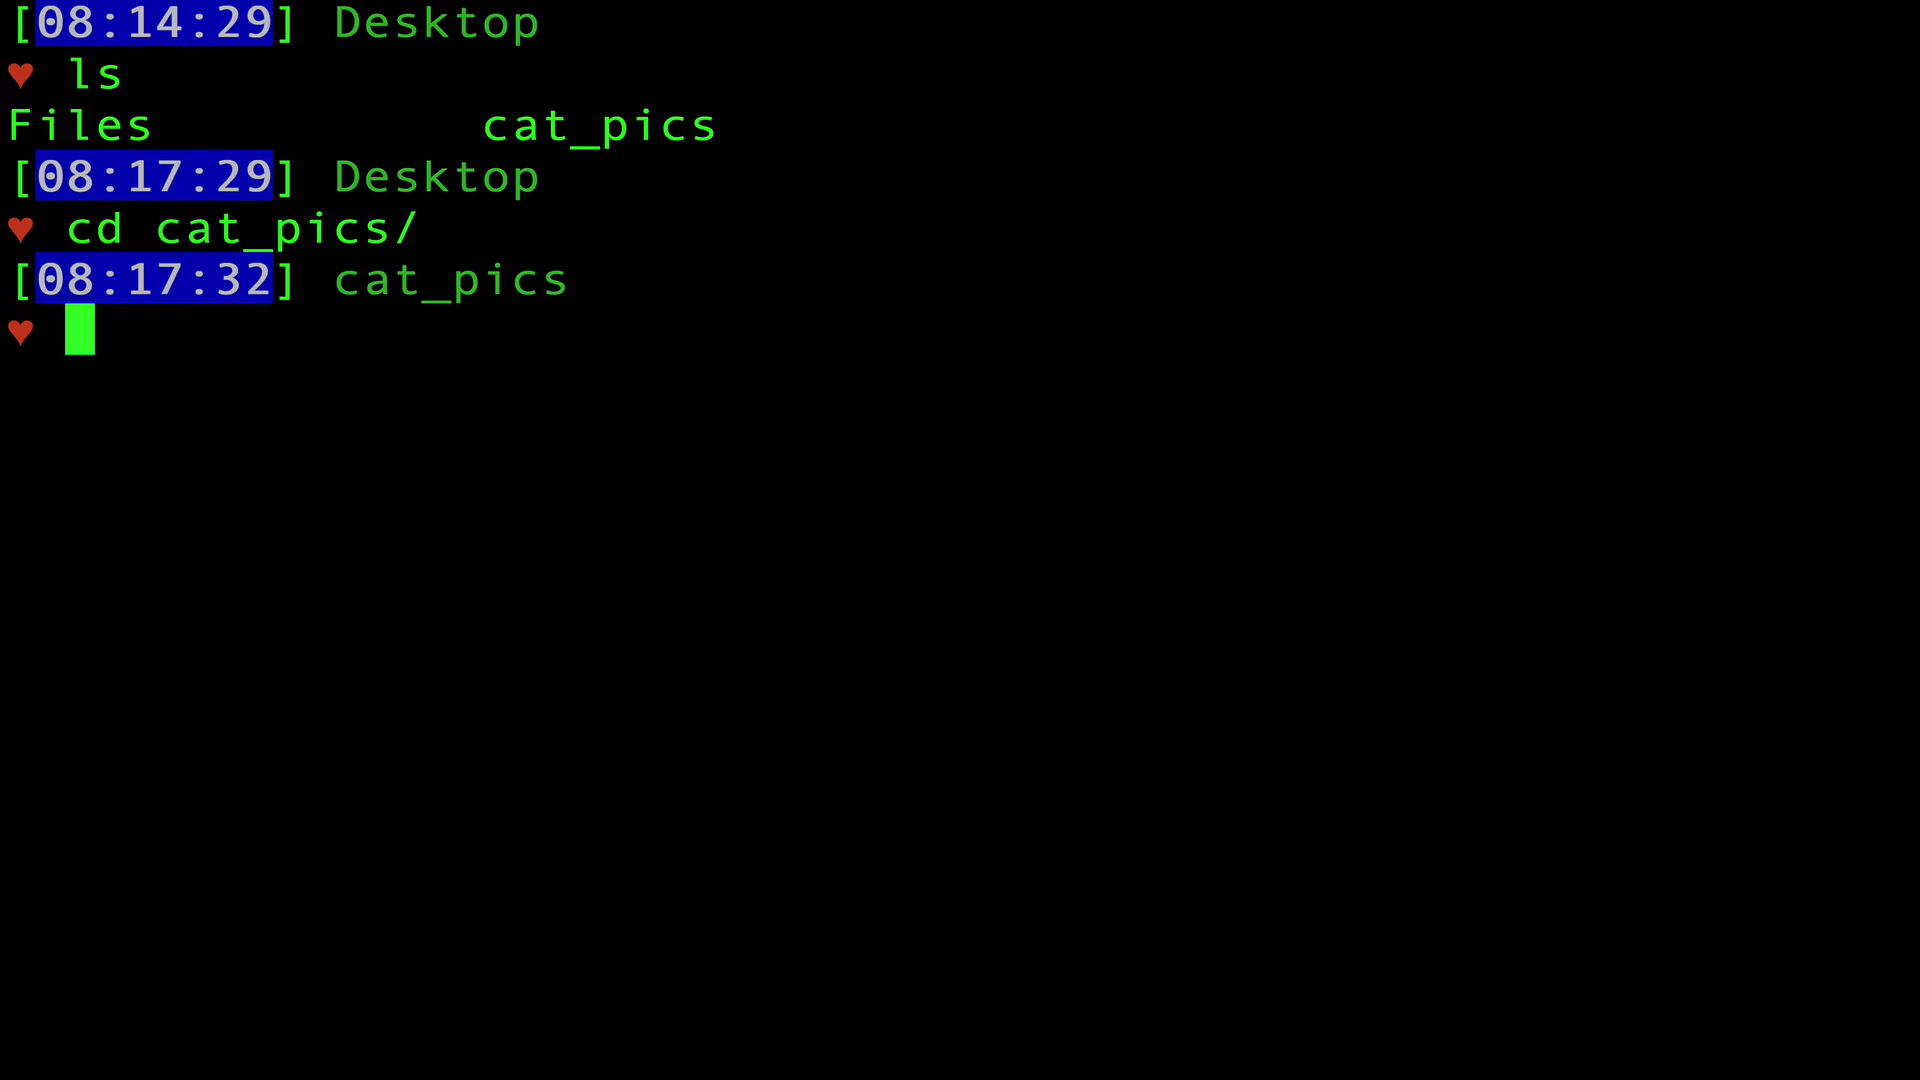 [08:14:29] Desktop
♥ ls
Files cat_pics
[08:17:29] Desktop
♥ cd cat_pics/
[08:17:32] cat_pics
♥